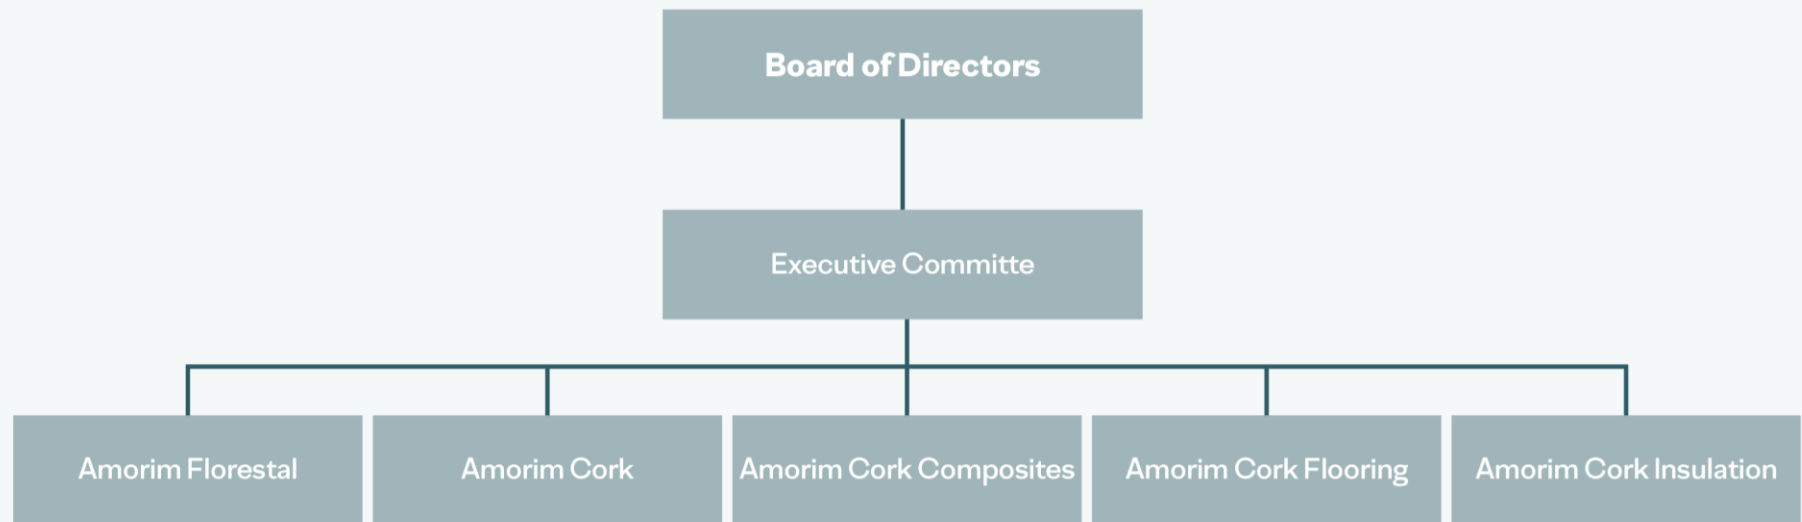 Board of Directors
Executive Committe
Amorim Florestal
Amorim Cork
Amorim Cork Composites
Amorim Cork Flooring
Amorim Cork Insulation